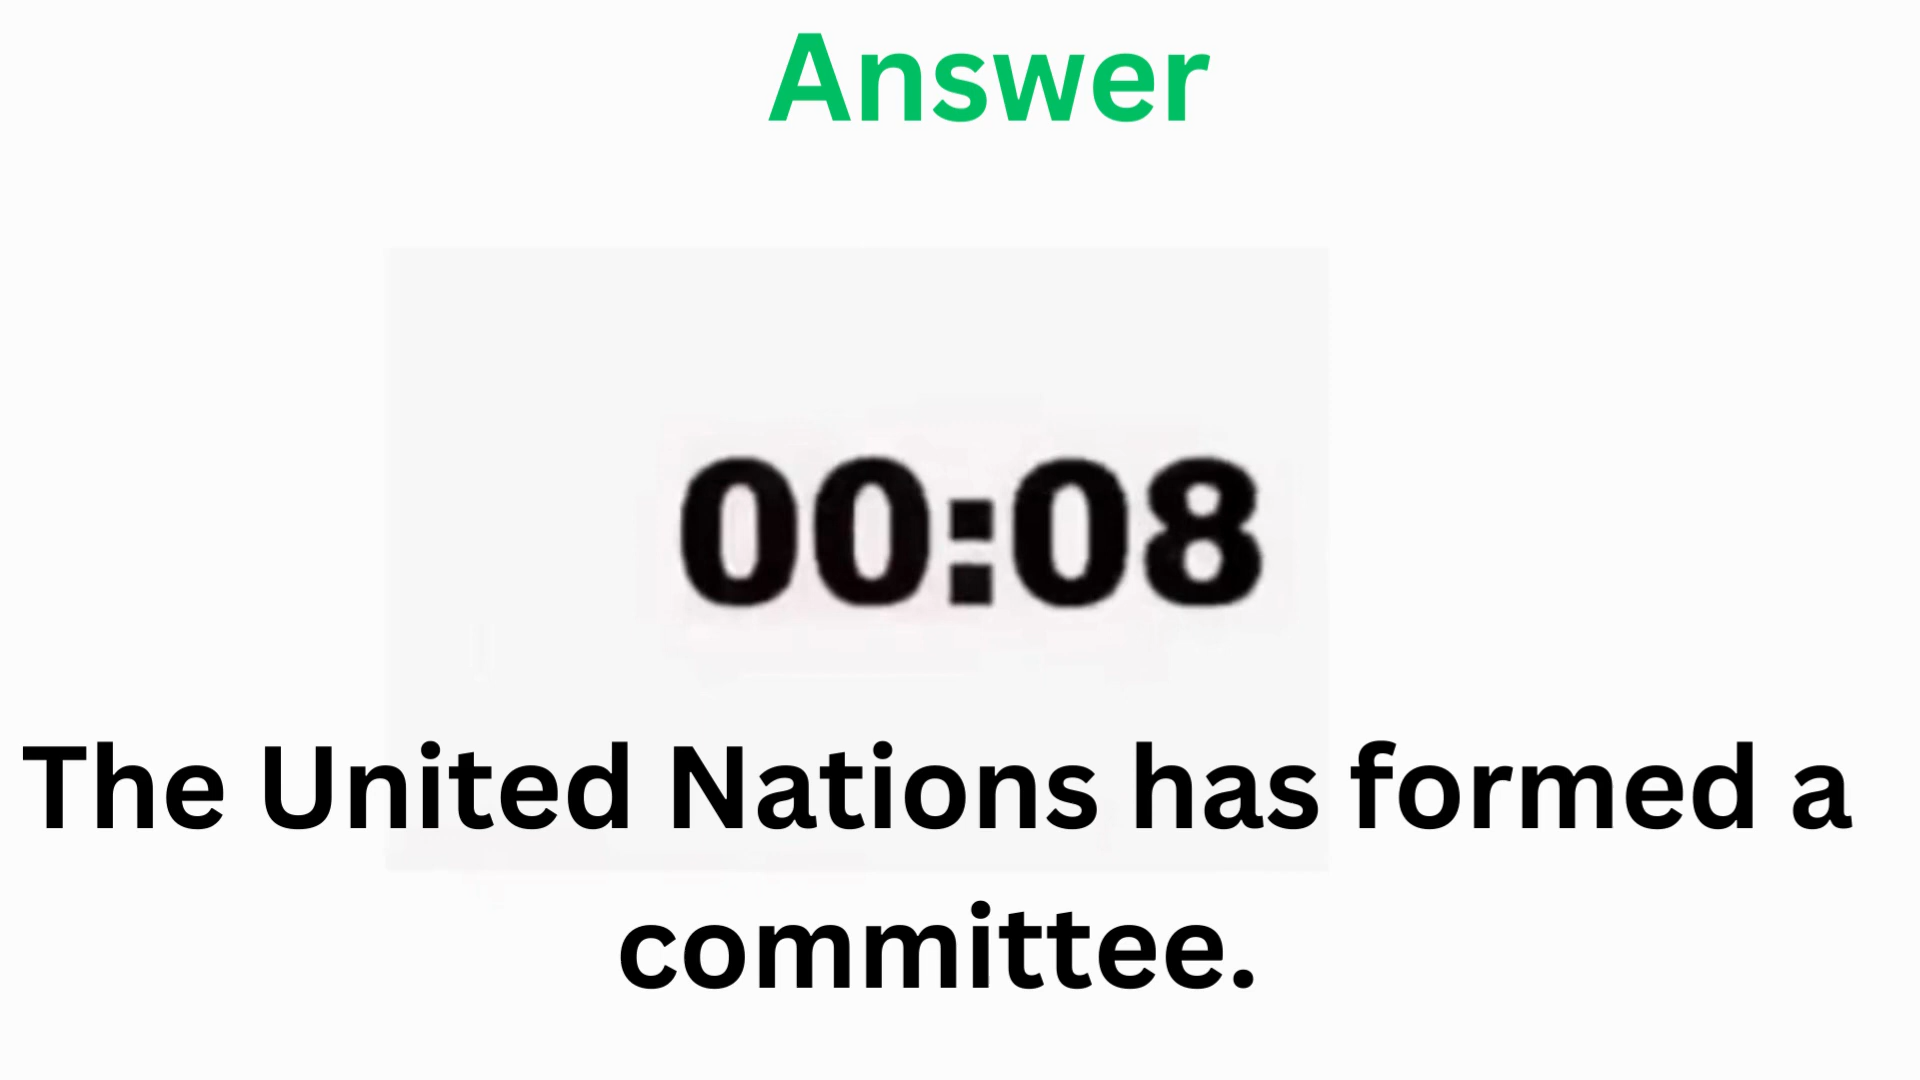 Answer
00:08
The United Nations has formed a
committee.